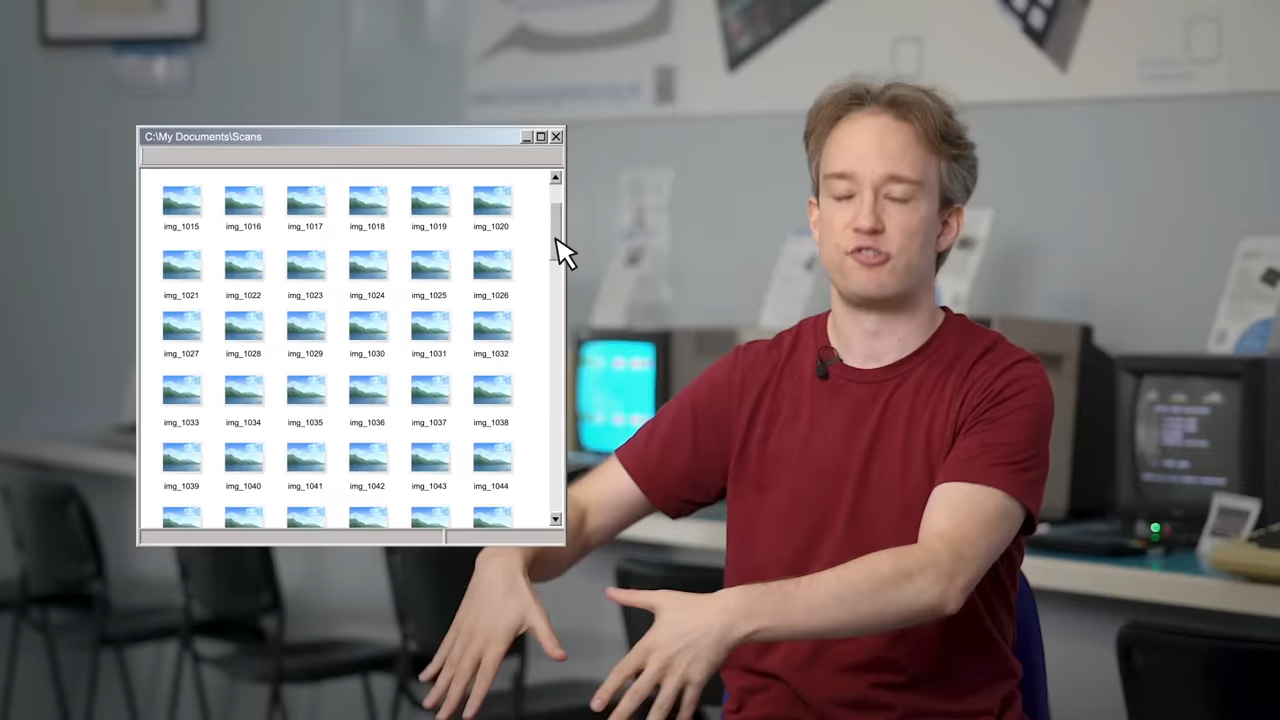 C:\My Documents\Scans
img_1015 img_1016 img_1017 img_1018 img_1019 img_1020
img_1021 img_1022 img_1023 img_1024 img_1025 img_1026
img_1027 img_1028 img_1029 img_1030 img_1031 img_1032
img_1033 img_1034 img_1035 img_1036 img_1037 img_1038
img_1039 img_1040 img_1041 img_1042 img_1043 img_1044